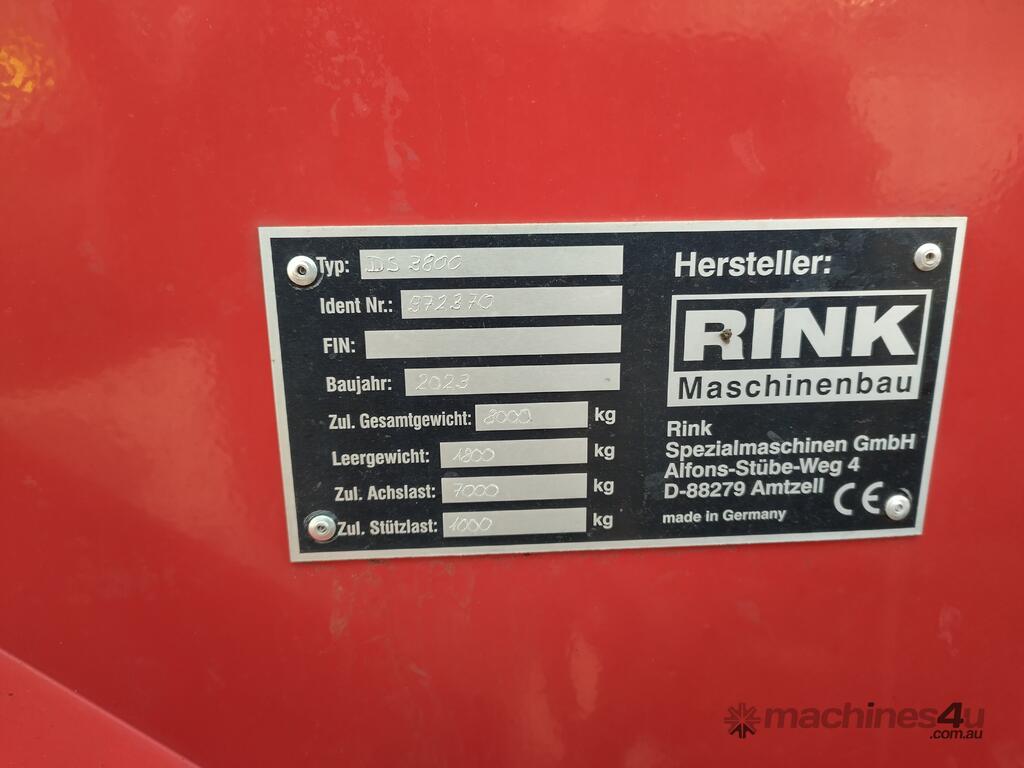 Typ: DS 3800
Ident Nr.: 972370
FIN:
Baujahr: 2023
Zul. Gesamtgewicht: 8000 kg
Leergewicht: 1800 kg
Zul. Achslast: 7000 kg
Zul. Stützlast: 1000 kg
Hersteller:
RINK
Maschinenbau
Rink
Spezialmaschinen GmbH
Alfons-Stübe-Weg 4
D-88279 Amtzell
made in Germany CE
machines4u
.com.au